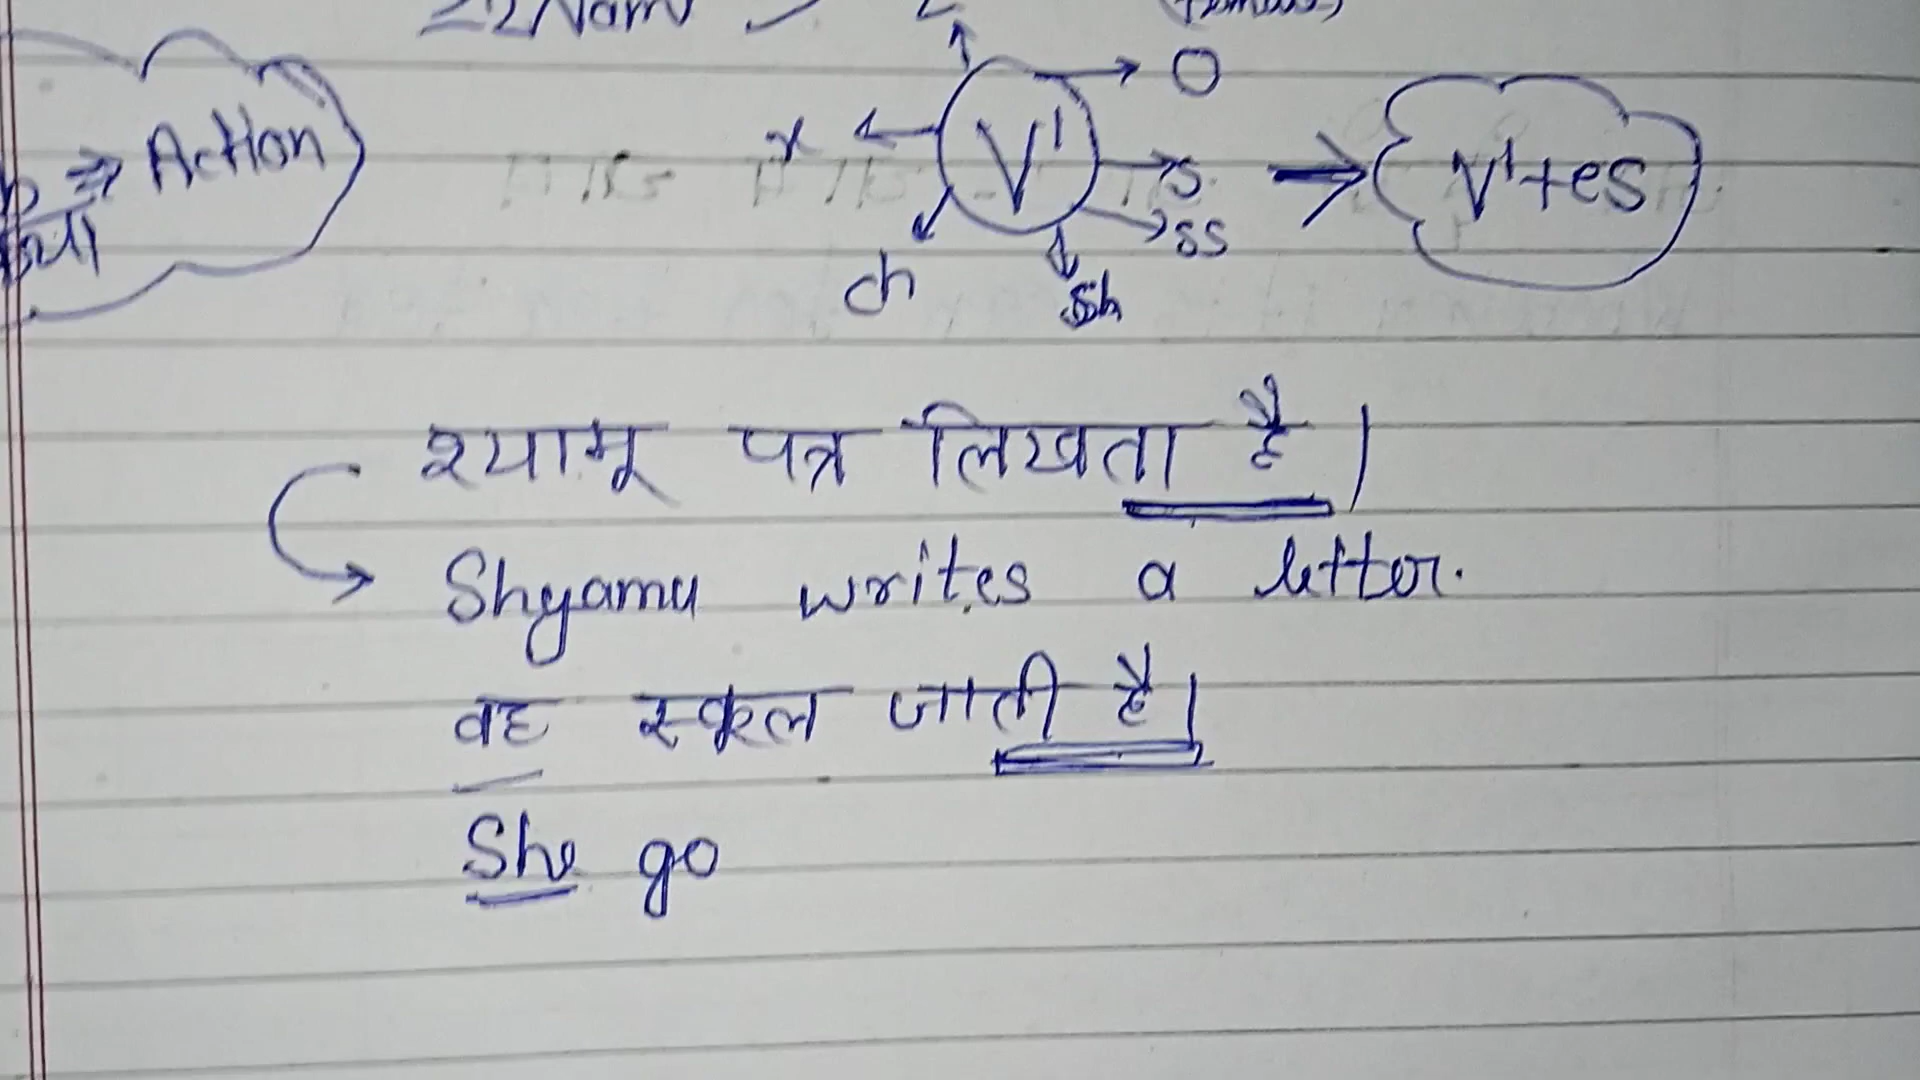 Action
V¹
O
x
S
ss
ch
Sh
V¹+es
श्यामू पत्र लिखता है।
Shyamu writes a letter.
वह स्कूल जाती है।
She go